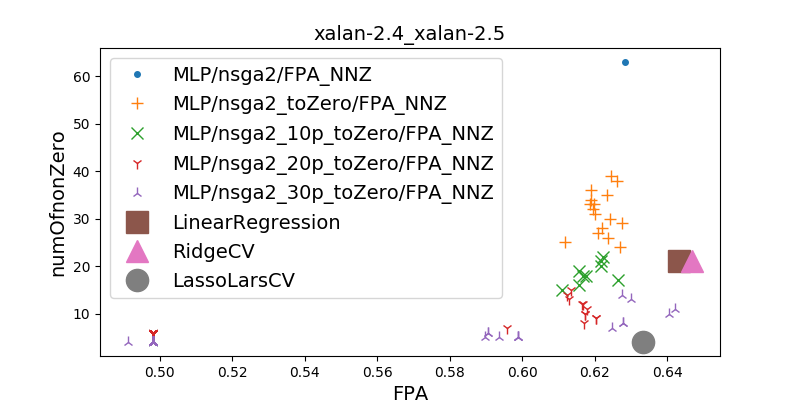 xalan-2.4_xalan-2.5
MLP/nsga2/FPA_NNZ
MLP/nsga2_toZero/FPA_NNZ
MLP/nsga2_10p_toZero/FPA_NNZ
MLP/nsga2_20p_toZero/FPA_NNZ
MLP/nsga2_30p_toZero/FPA_NNZ
LinearRegression
RidgeCV
LassoLarsCV
numOfnonZero
60
50
40
30
20
10
0.50 0.52 0.54 0.56 0.58 0.60 0.62 0.64
FPA